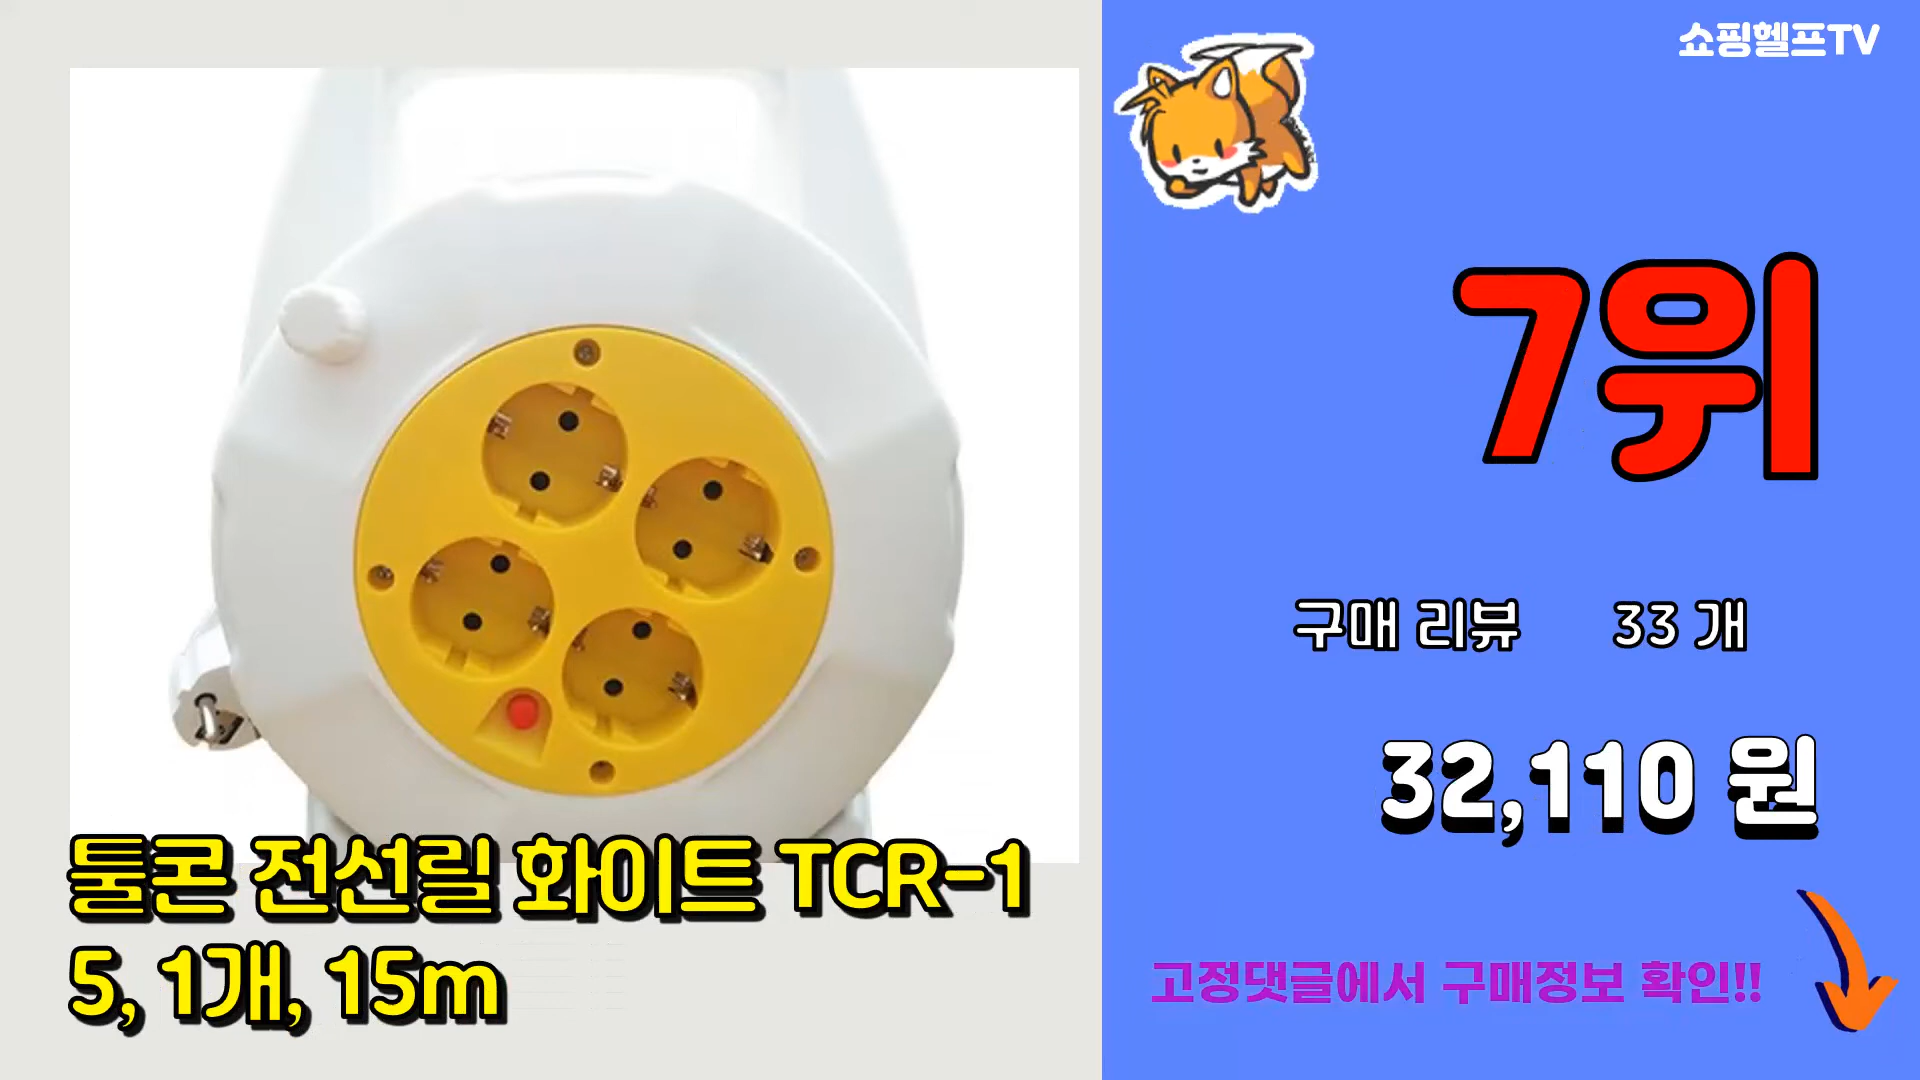 쇼핑헬프TV
7위
구매 리뷰 33 개
32,110 원
툴콘 전선릴 화이트 TCR-1
5, 1개, 15m
고정댓글에서 구매정보 확인!!